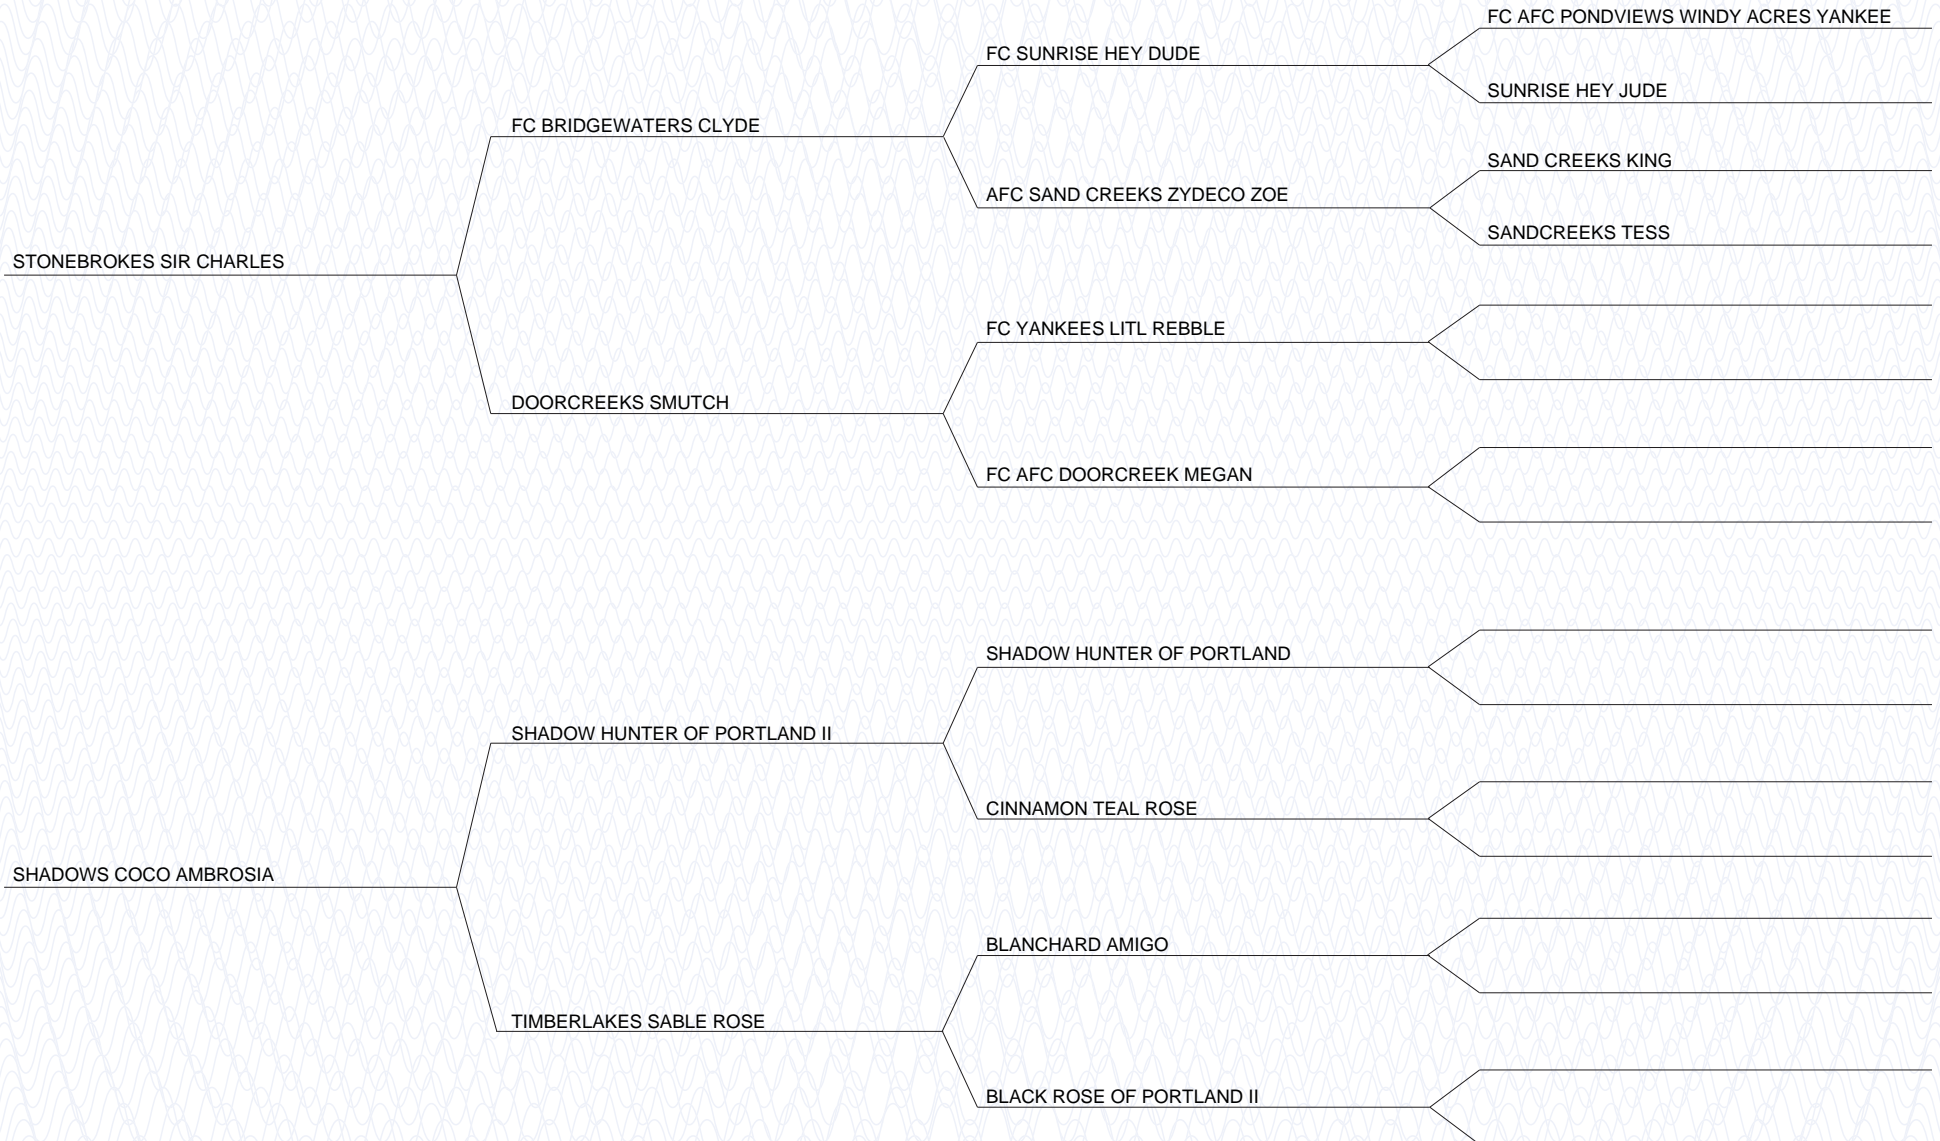 FC AFC PONDVIEWS WINDY ACRES YANKEE
FC SUNRISE HEY DUDE
SUNRISE HEY JUDE
FC BRIDGEWATERS CLYDE
SAND CREEKS KING
AFC SAND CREEKS ZYDECO ZOE
SANDCREEKS TESS
STONEBROKES SIR CHARLES
FC YANKEES LITL REBBLE
DOORCREEKS SMUTCH
FC AFC DOORCREEK MEGAN
SHADOW HUNTER OF PORTLAND
SHADOW HUNTER OF PORTLAND II
CINNAMON TEAL ROSE
SHADOWS COCO AMBROSIA
BLANCHARD AMIGO
TIMBERLAKES SABLE ROSE
BLACK ROSE OF PORTLAND II